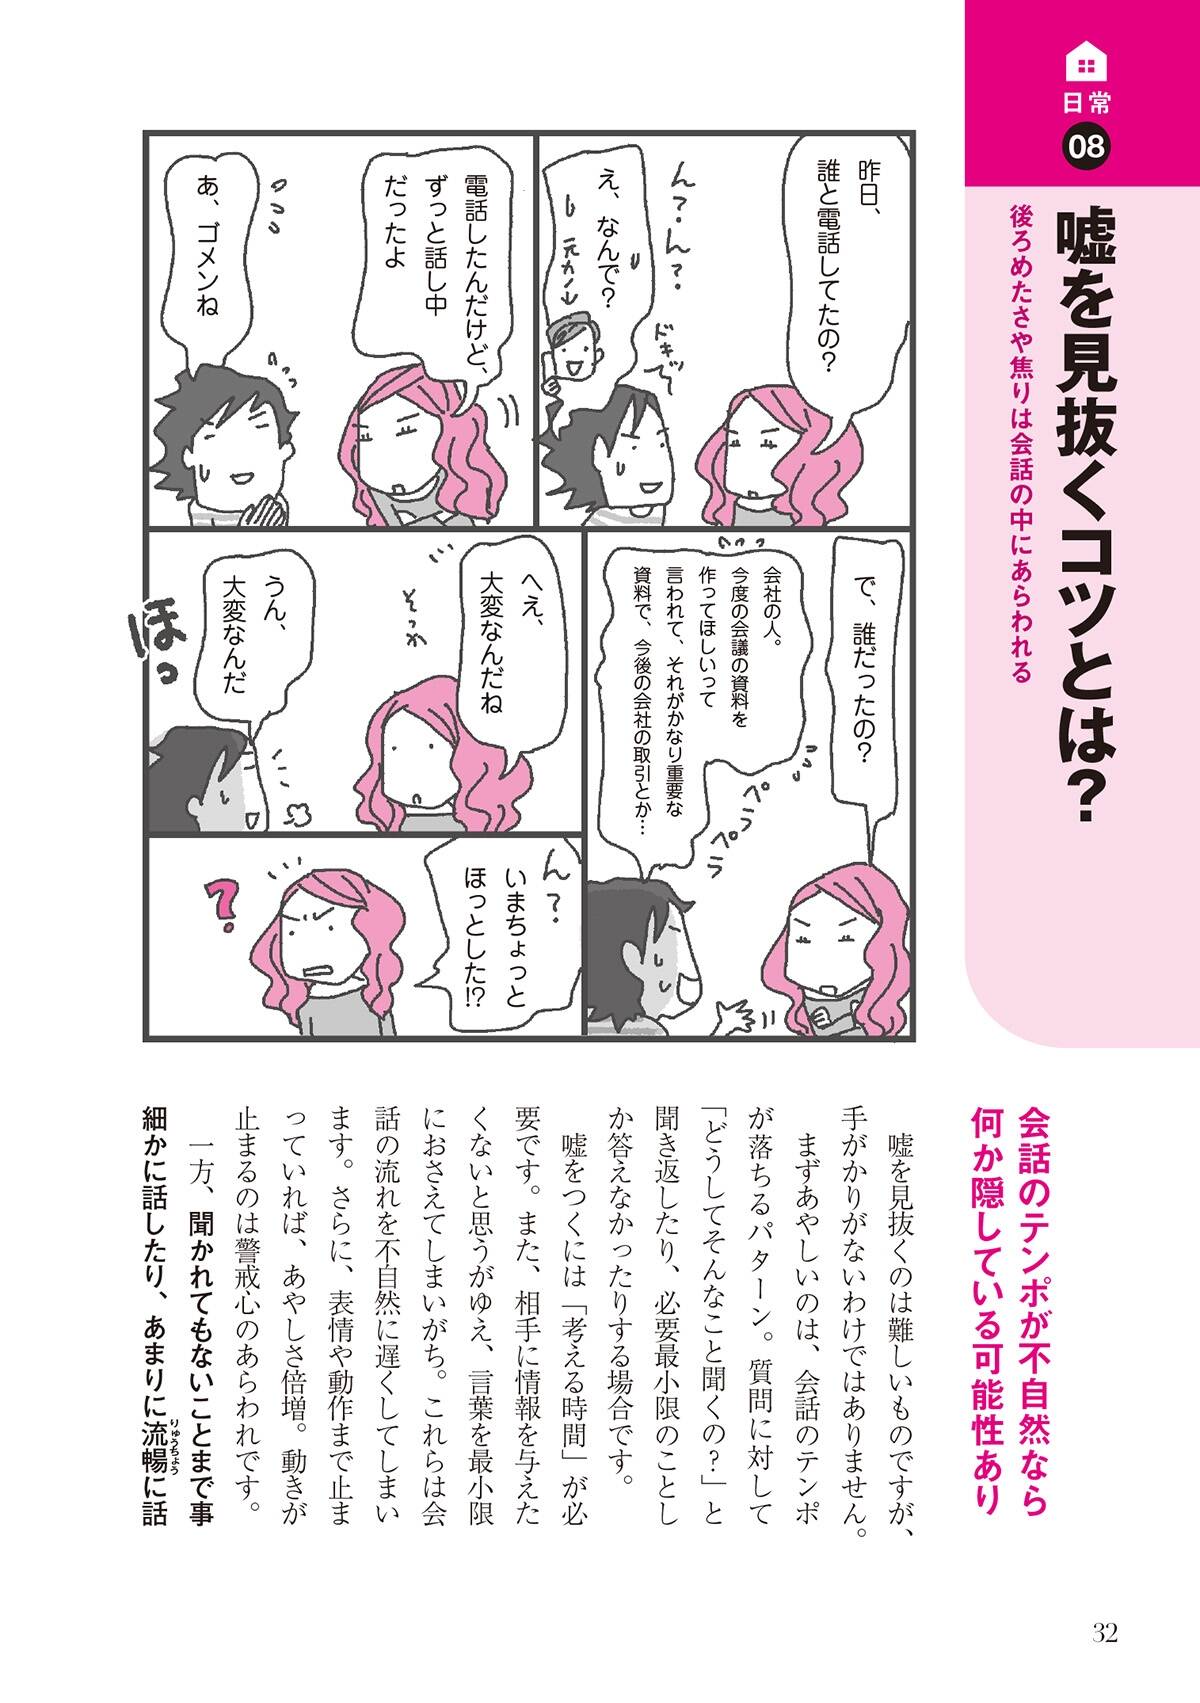 日常
08
嘘を見抜くコツとは?
後ろめたさや焦りは会話の中にあらわれる
昨日、
誰と電話してたの?
ん?ん?
え、なんで?
元カノ
ドキッ
電話したんだけど、
ずっと話し中
だったよ
あ、ゴメンね
で、誰だったの?
会社の人。
今度の会議の資料を
作ってほしいって
言われて、それがかなり重要な
資料で、今後の会社の取引とか…
ペラペラ
へえ、
大変なんだね
そっか
うん、
大変なんだ
ほっ
ん?
いまちょっと
ほっとした!?
?
会話のテンポが不自然なら
何か隠している可能性あり
嘘を見抜くのは難しいものですが、
手がかりがないわけではありません。
まずあやしいのは、会話のテンポ
が落ちるパターン。質問に対して
「どうしてそんなこと聞くの?」と
聞き返したり、必要最小限のことし
か答えなかったりする場合です。
嘘をつくには「考える時間」が必
要です。また、相手に情報を与えた
くないと思うがゆえ、言葉を最小限
におさえてしまいがち。これらは会
話の流れを不自然に遅くしてしまい
ます。さらに、表情や動作まで止ま
っていれば、あやしさ倍増。動きが
止まるのは警戒心のあらわれです。
一方、聞かれてもないことまで事
細かに話したり、あまりに流暢に話
りゅうちょう
32